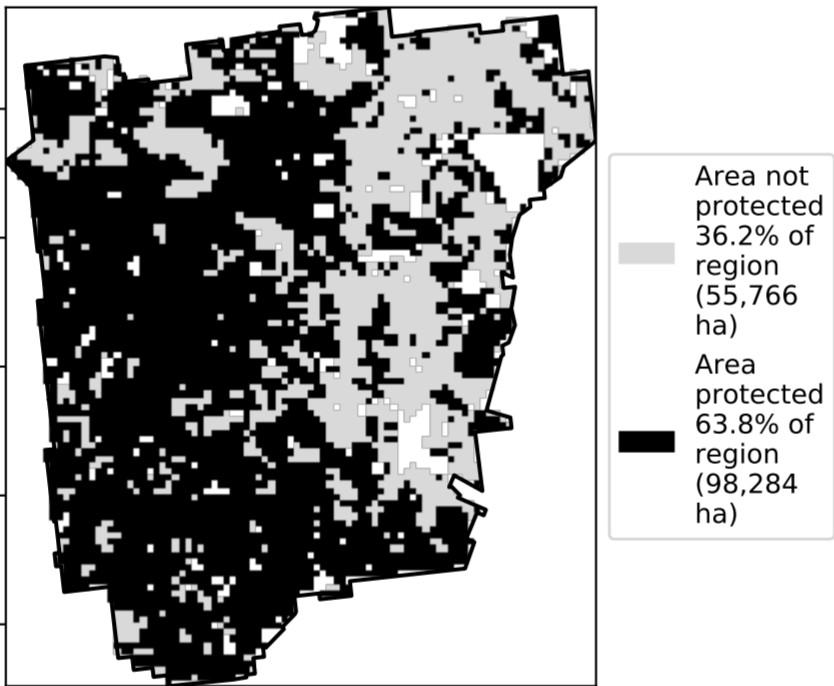 Area not
protected
36.2% of
region
(55,766
ha)
Area
protected
63.8% of
region
(98,284
ha)